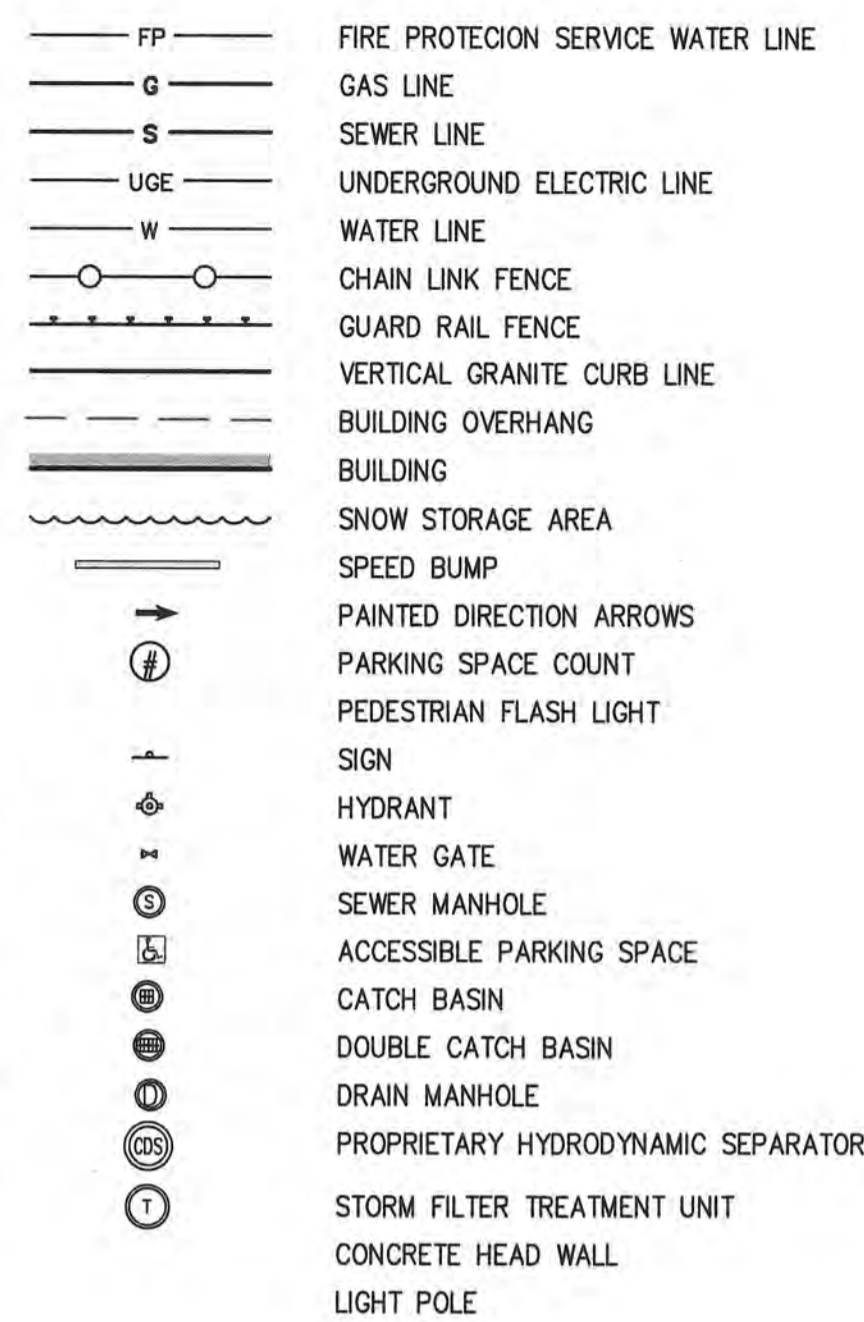 FP FIRE PROTECION SERVICE WATER LINE
G GAS LINE
S SEWER LINE
UGE UNDERGROUND ELECTRIC LINE
W WATER LINE
CHAIN LINK FENCE
GUARD RAIL FENCE
VERTICAL GRANITE CURB LINE
BUILDING OVERHANG
BUILDING
SNOW STORAGE AREA
SPEED BUMP
PAINTED DIRECTION ARROWS
# PARKING SPACE COUNT
PEDESTRIAN FLASH LIGHT
SIGN
HYDRANT
WATER GATE
S SEWER MANHOLE
ACCESSIBLE PARKING SPACE
CATCH BASIN
DOUBLE CATCH BASIN
D DRAIN MANHOLE
CDS PROPRIETARY HYDRODYNAMIC SEPARATOR
T STORM FILTER TREATMENT UNIT
CONCRETE HEAD WALL
LIGHT POLE